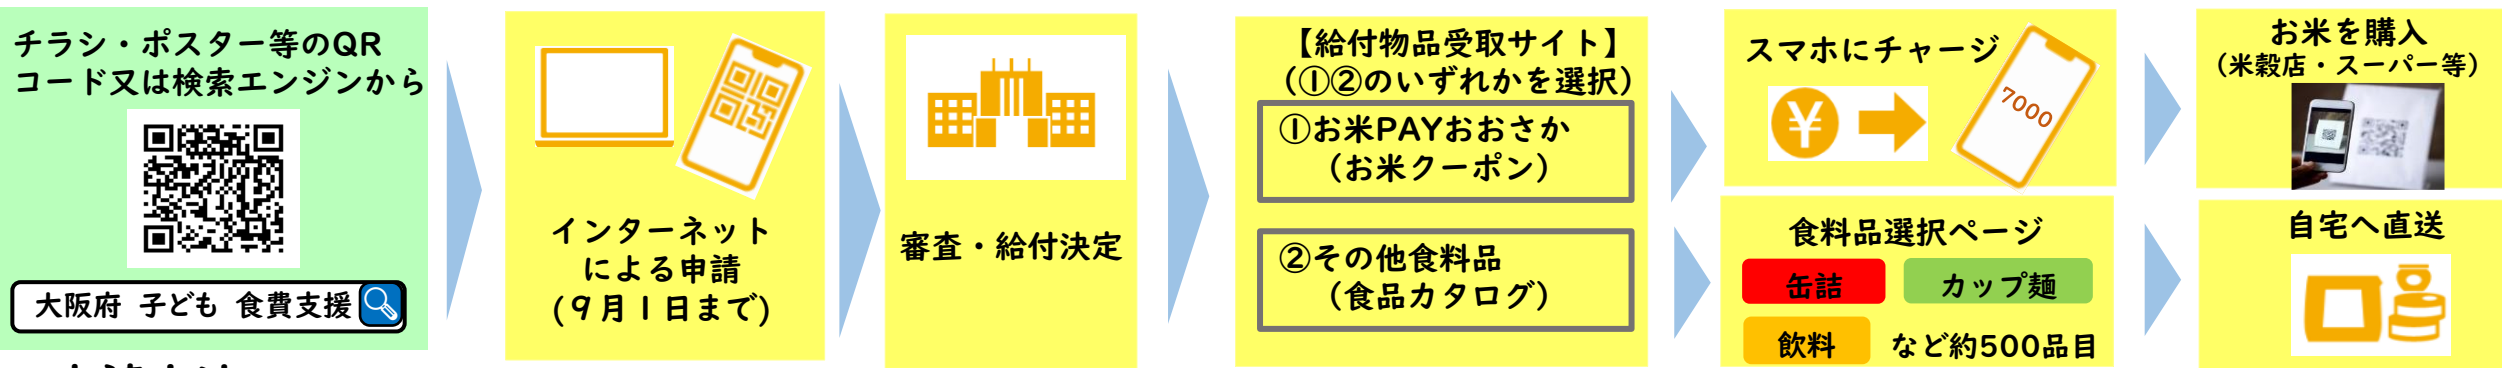 チラシ・ポスター等のQR
コード又は検索エンジンから
大阪府 子ども 食費支援
インターネット
による申請
(9月1日まで)
審査・給付決定
【給付物品受取サイト】
(①②のいずれかを選択)
①お米PAYおおさか
(お米クーポン)
②その他食料品
(食品カタログ)
スマホにチャージ
¥
7000
食料品選択ページ
缶詰
カップ麺
飲料
など約500品目
お米を購入
(米穀店・スーパー等)
自宅へ直送